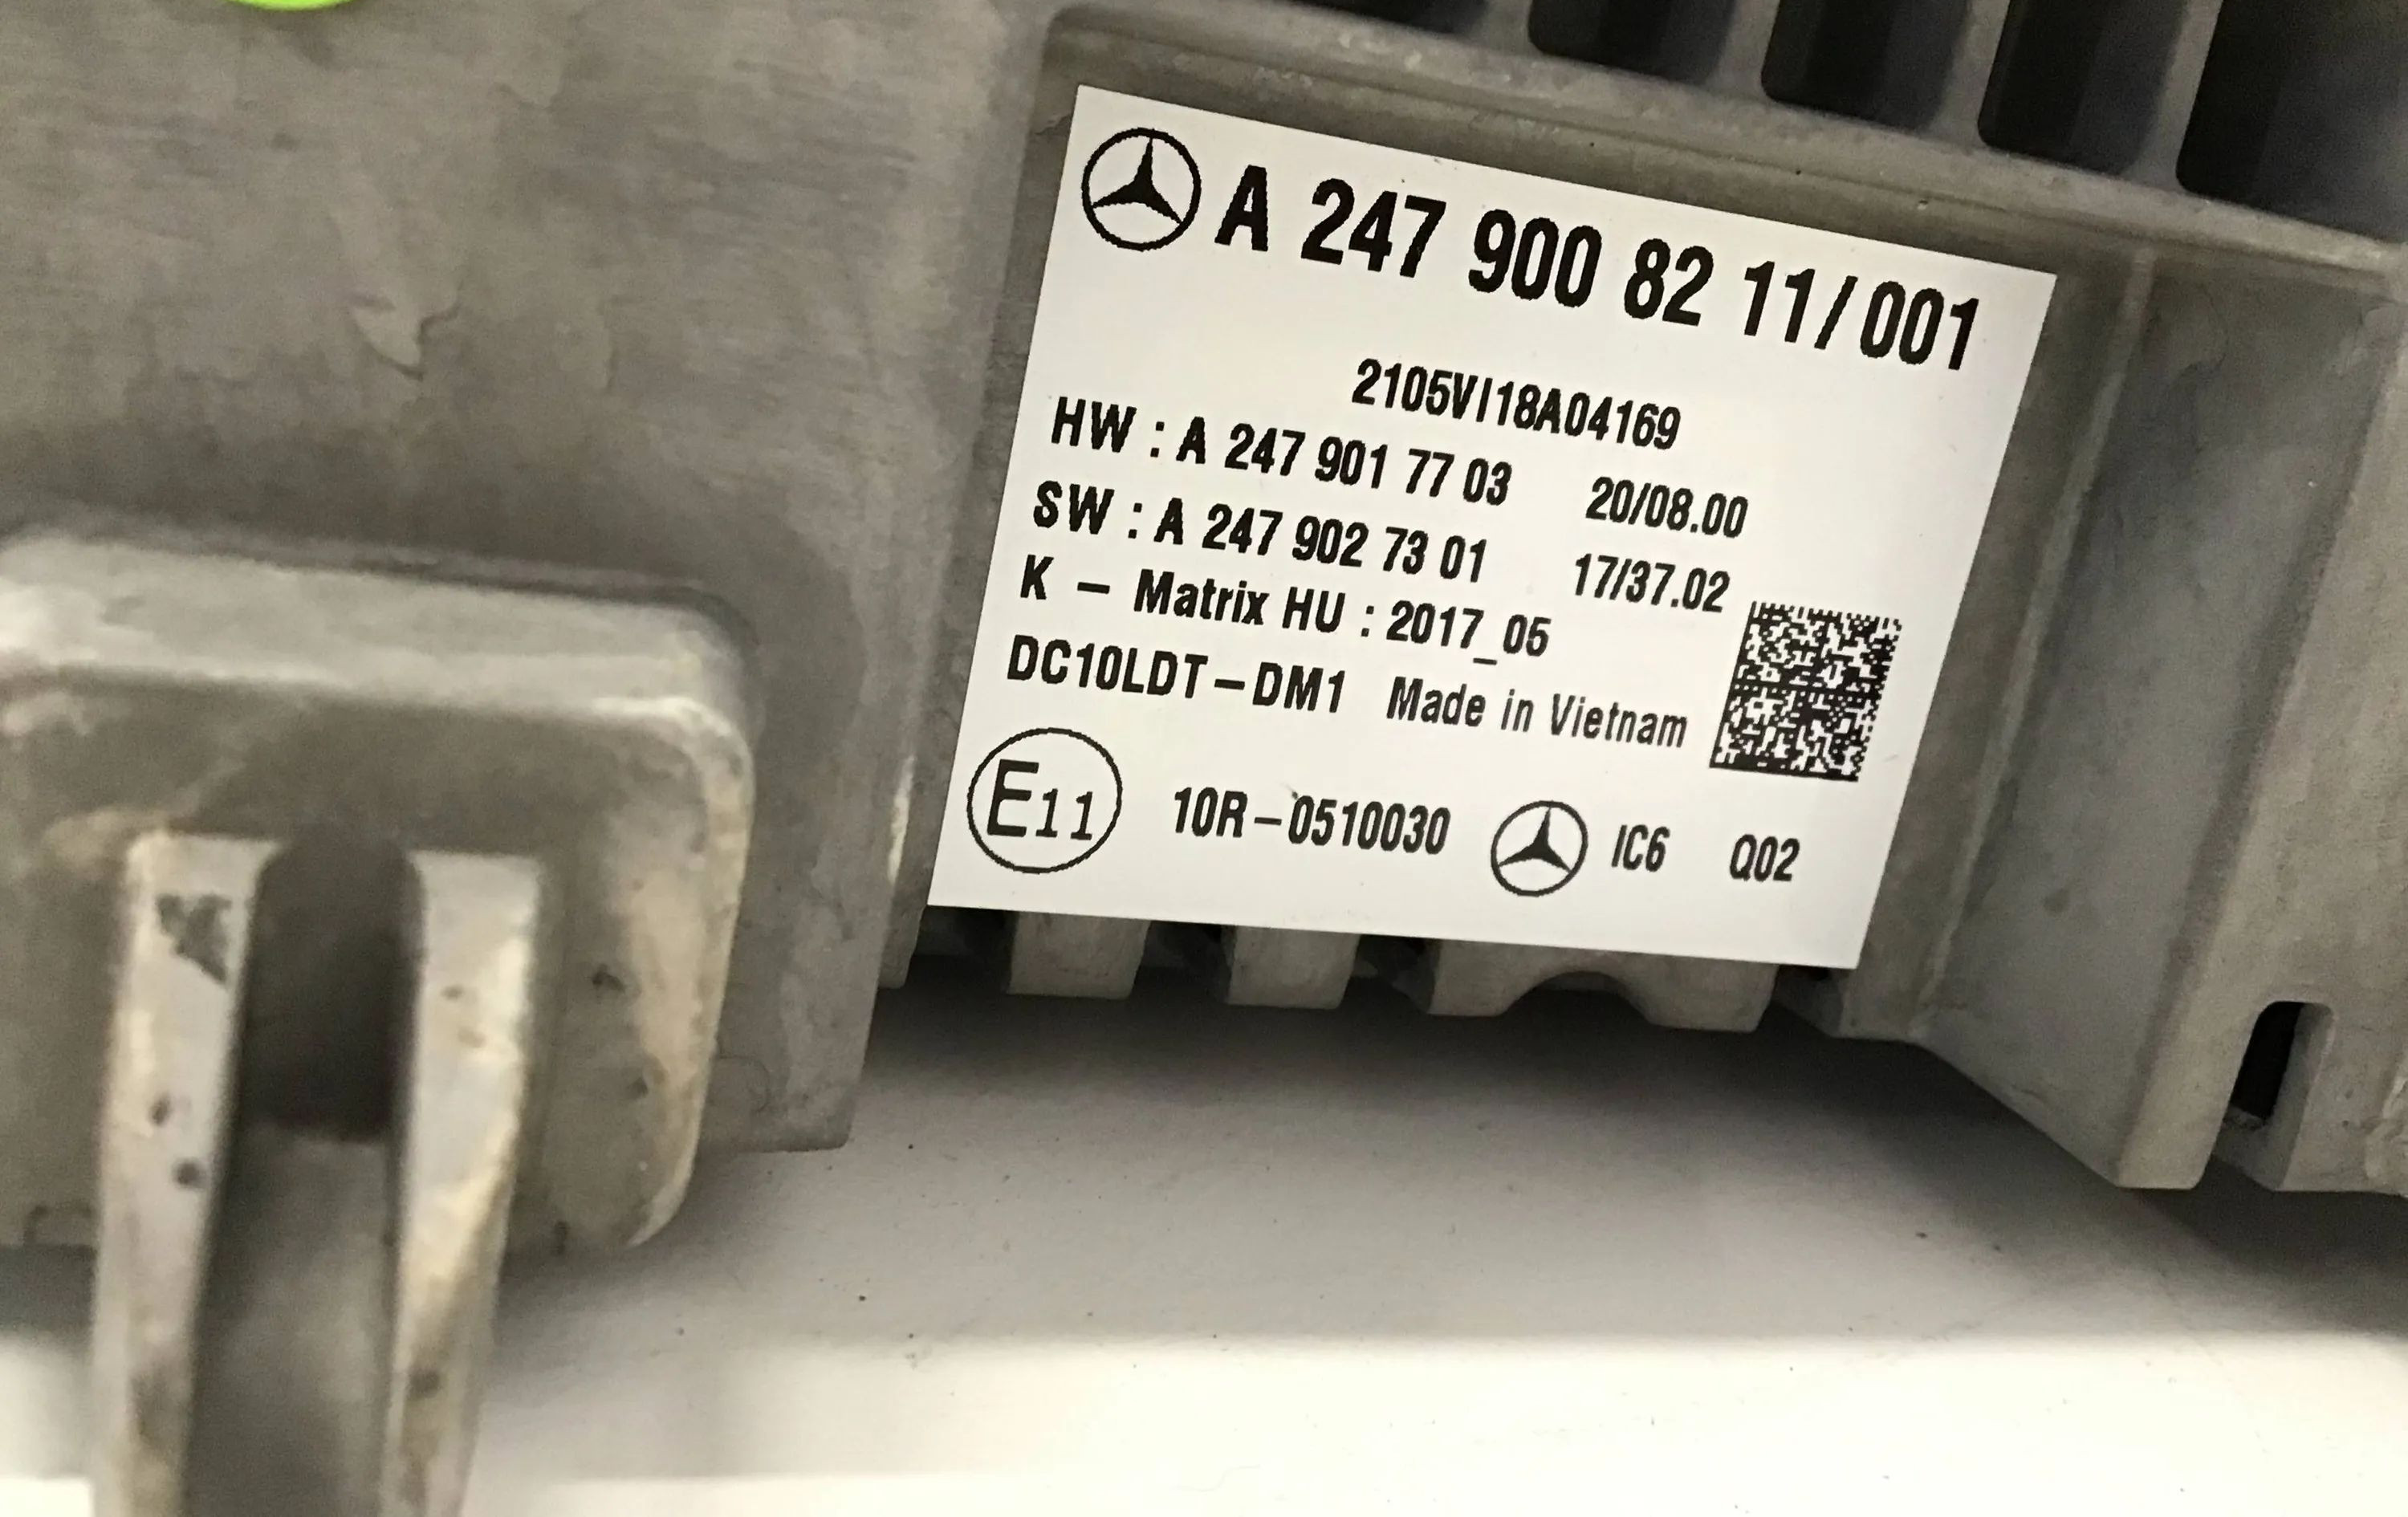 A 247 900 82 11/001
2105VI18A04169
HW : A 247 901 77 03 20/08.00
SW : A 247 902 73 01 17/37.02
K - Matrix HU : 2017_05
DC10LDT-DM1 Made in Vietnam
E11 10R-0510030 IC6 Q02